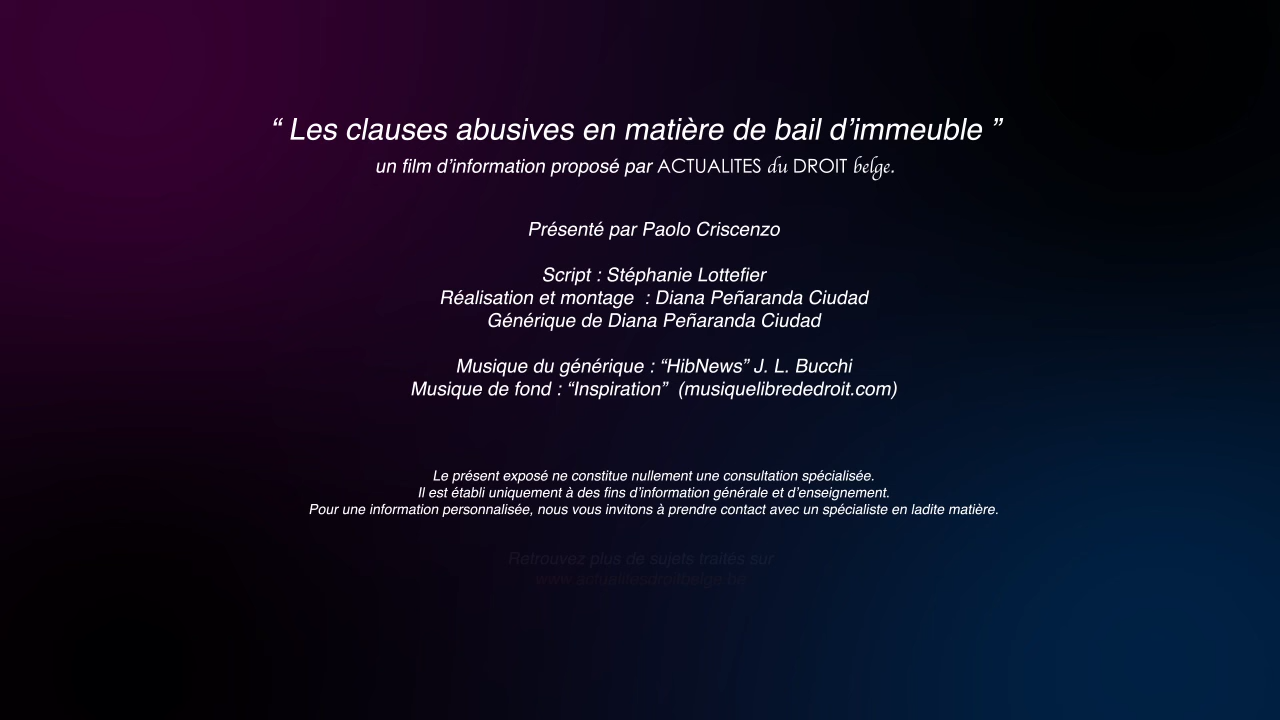 “ Les clauses abusives en matière de bail d’immeuble ”
un film d’information proposé par ACTUALITES du DROIT belge.
Présenté par Paolo Criscenzo
Script : Stéphanie Lottefier
Réalisation et montage  : Diana Peñaranda Ciudad
Générique de Diana Peñaranda Ciudad
Musique du générique : “HibNews” J. L. Bucchi
Musique de fond : “Inspiration”  (musiquelibrededroit.com)
Le présent exposé ne constitue nullement une consultation spécialisée.
Il est établi uniquement à des fins d’information générale et d’enseignement.
Pour une information personnalisée, nous vous invitons à prendre contact avec un spécialiste en ladite matière.
Retrouvez plus de sujets traités sur
www.actualitesdroitbelge.be